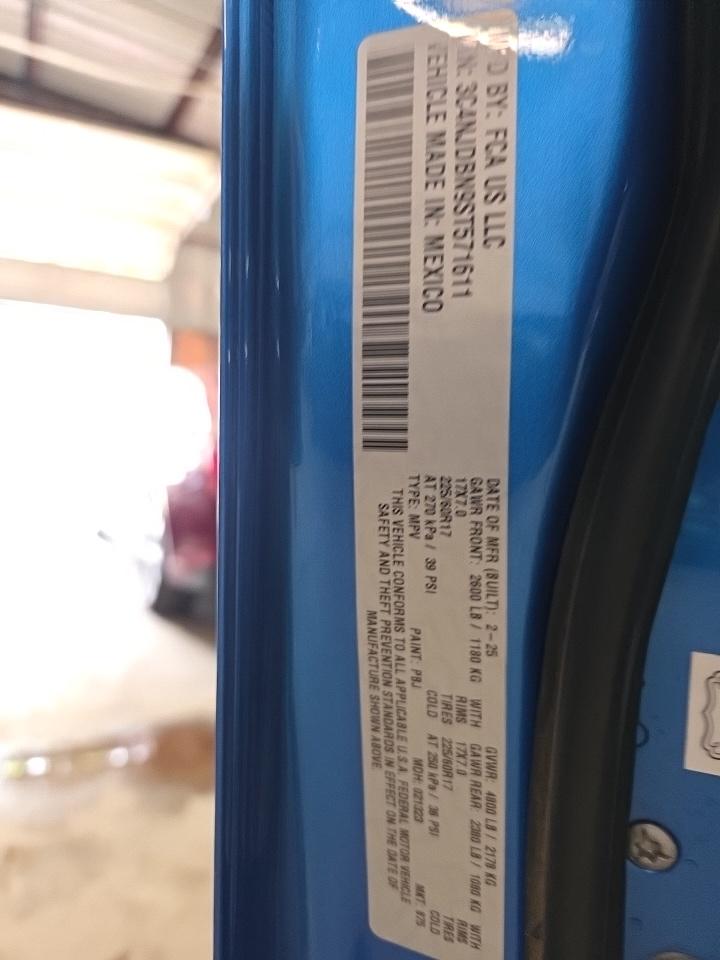 MFD BY: FCA US LLC
VIN: 3C4NJDBN9ST571611
VEHICLE MADE IN: MEXICO
DATE OF MFR (BUILT): 2-25 GVWR: 4800 LB / 2178 KG
GAWR FRONT: 2600 LB / 1180 KG WITH GAWR REAR: 2380 LB / 1080 KG WITH
17X7.0 RIMS 17X7.0 RIMS
225/60R17 TIRES 225/60R17 TIRES
AT 270 kPa / 39 PSI COLD AT 250 kPa / 36 PSI COLD
TYPE: MPV PAINT: PBJ MDH: 021323 MKT: 975
THIS VEHICLE CONFORMS TO ALL APPLICABLE U.S.A. FEDERAL MOTOR VEHICLE
SAFETY AND THEFT PREVENTION STANDARDS IN EFFECT ON THE DATE OF
MANUFACTURE SHOWN ABOVE.